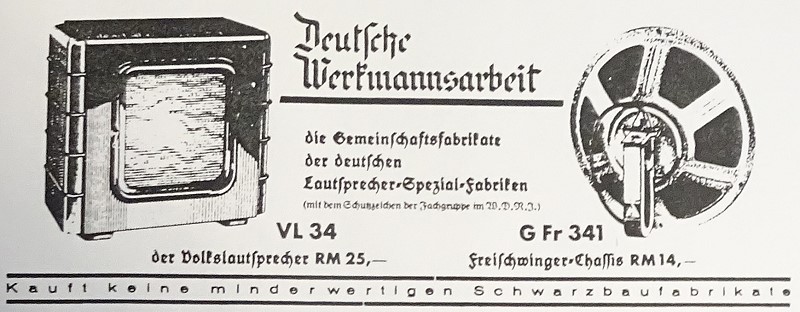 Deutſche
Werkmannsarbeit
die Gemeinſchaftsfabrikate
der deutſchen
Lautſprecher-Spezial-Fabriken
(mit dem Schutzzeichen der Fachgruppe im W.D.R.I.)
VL 34
G Fr 341
der Volkslautſprecher RM 25,—
Freiſchwinger-Chaſſis RM 14,—
Kauft keine minderwertigen Schwarzbaufabrikate